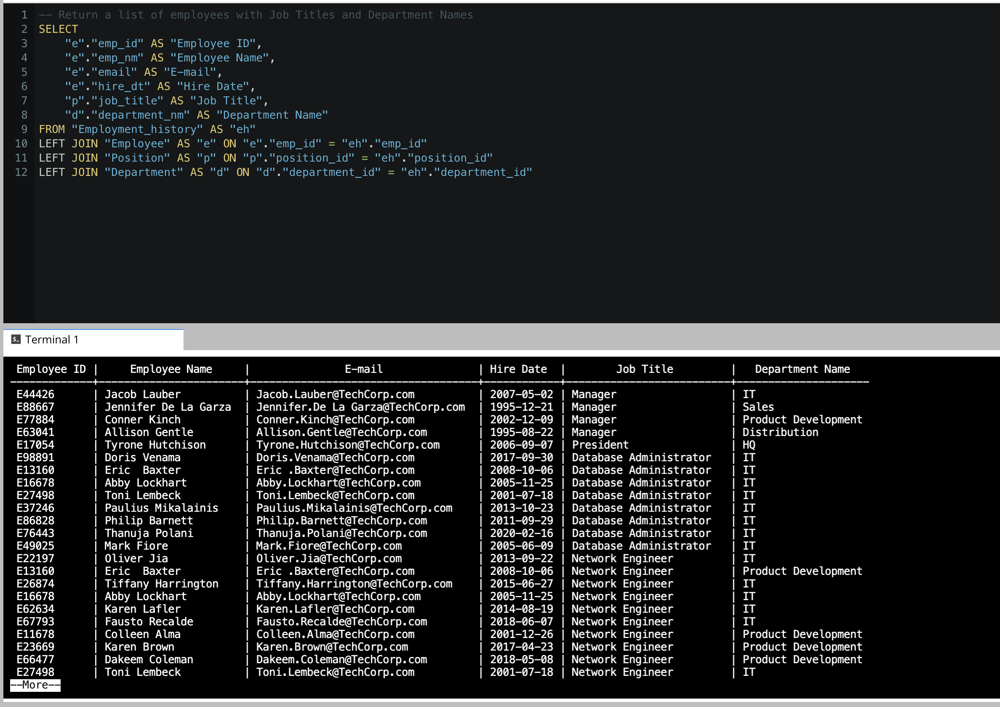 1 -- Return a list of employees with Job Titles and Department Names
2 SELECT
3     "e"."emp_id" AS "Employee ID",
4     "e"."emp_nm" AS "Employee Name",
5     "e"."email" AS "E-mail",
6     "e"."hire_dt" AS "Hire Date",
7     "p"."job_title" AS "Job Title",
8     "d"."department_nm" AS "Department Name"
9 FROM "Employment_history" AS "eh"
10 LEFT JOIN "Employee" AS "e" ON "e"."emp_id" = "eh"."emp_id"
11 LEFT JOIN "Position" AS "p" ON "p"."position_id" = "eh"."position_id"
12 LEFT JOIN "Department" AS "d" ON "d"."department_id" = "eh"."department_id"
$_ Terminal 1
Employee ID | Employee Name | E-mail | Hire Date | Job Title | Department Name
-------------+-----------------------+------------------------------------+------------+--------------------------+---------------------
E44426 | Jacob Lauber | Jacob.Lauber@TechCorp.com | 2007-05-02 | Manager | IT
E88667 | Jennifer De La Garza | Jennifer.De La Garza@TechCorp.com | 1995-12-21 | Manager | Sales
E77884 | Conner Kinch | Conner.Kinch@TechCorp.com | 2002-12-09 | Manager | Product Development
E63041 | Allison Gentle | Allison.Gentle@TechCorp.com | 1995-08-22 | Manager | Distribution
E17054 | Tyrone Hutchison | Tyrone.Hutchison@TechCorp.com | 2006-09-07 | President | HQ
E98891 | Doris Venama | Doris.Venama@TechCorp.com | 2017-09-30 | Database Administrator | IT
E13160 | Eric  Baxter | Eric .Baxter@TechCorp.com | 2008-10-06 | Database Administrator | IT
E16678 | Abby Lockhart | Abby.Lockhart@TechCorp.com | 2005-11-25 | Database Administrator | IT
E27498 | Toni Lembeck | Toni.Lembeck@TechCorp.com | 2001-07-18 | Database Administrator | IT
E37246 | Paulius Mikalainis | Paulius.Mikalainis@TechCorp.com | 2013-10-23 | Database Administrator | IT
E86828 | Philip Barnett | Philip.Barnett@TechCorp.com | 2011-09-29 | Database Administrator | IT
E76443 | Thanuja Polani | Thanuja.Polani@TechCorp.com | 2020-02-16 | Database Administrator | IT
E49025 | Mark Fiore | Mark.Fiore@TechCorp.com | 2005-06-09 | Database Administrator | IT
E22197 | Oliver Jia | Oliver.Jia@TechCorp.com | 2013-09-22 | Network Engineer | IT
E13160 | Eric  Baxter | Eric .Baxter@TechCorp.com | 2008-10-06 | Network Engineer | Product Development
E26874 | Tiffany Harrington | Tiffany.Harrington@TechCorp.com | 2015-06-27 | Network Engineer | IT
E16678 | Abby Lockhart | Abby.Lockhart@TechCorp.com | 2005-11-25 | Network Engineer | IT
E62634 | Karen Lafler | Karen.Lafler@TechCorp.com | 2014-08-19 | Network Engineer | IT
E67793 | Fausto Recalde | Fausto.Recalde@TechCorp.com | 2018-06-07 | Network Engineer | IT
E11678 | Colleen Alma | Colleen.Alma@TechCorp.com | 2001-12-26 | Network Engineer | Product Development
E23669 | Karen Brown | Karen.Brown@TechCorp.com | 2017-04-23 | Network Engineer | Product Development
E66477 | Dakeem Coleman | Dakeem.Coleman@TechCorp.com | 2018-05-08 | Network Engineer | Product Development
E27498 | Toni Lembeck | Toni.Lembeck@TechCorp.com | 2001-07-18 | Network Engineer | IT
--More--